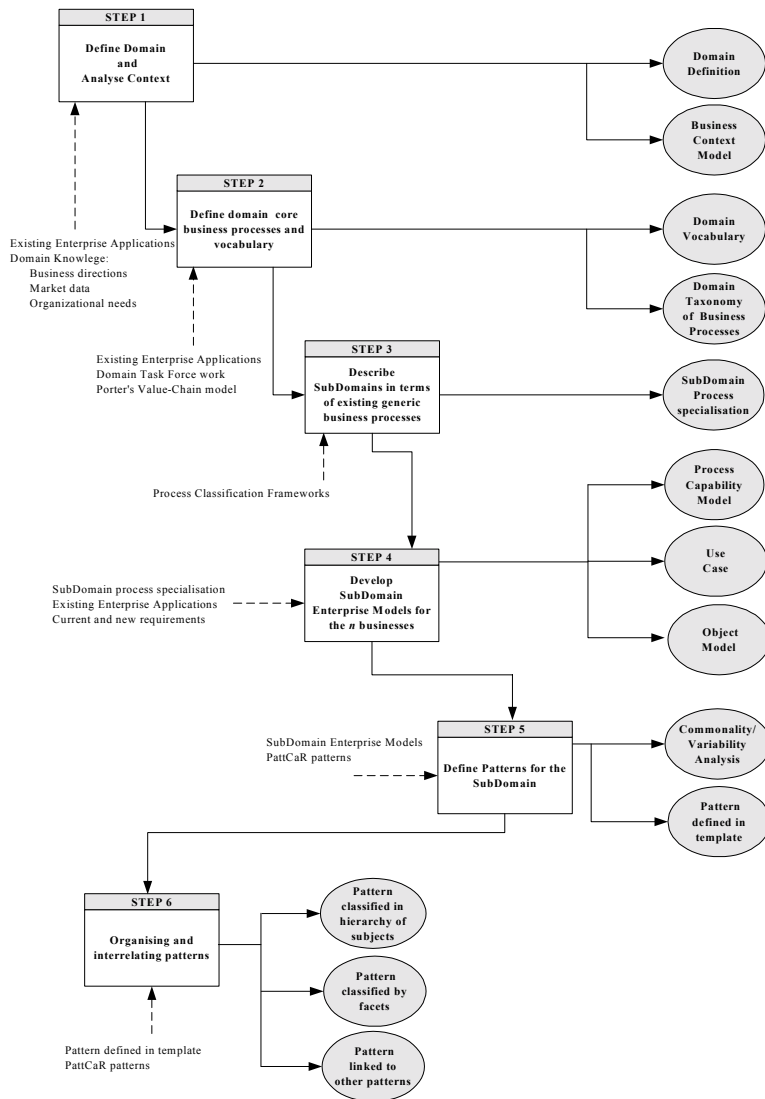 STEP 1
Define Domain
and
Analyse Context
Domain
Definition
Business
Context
Model
STEP 2
Define domain core
business processes and
vocabulary
Domain
Vocabulary
Existing Enterprise Applications
Domain Knowlege:
Business directions
Market data
Organizational needs
Domain
Taxonomy
of Business
Processes
Existing Enterprise Applications
Domain Task Force work
Porter's Value-Chain model
STEP 3
Describe
SubDomains in terms
of existing generic
business processes
SubDomain
Process
specialisation
Process Classification Frameworks
Process
Capability
Model
STEP 4
Develop
SubDomain
Enterprise Models for
the n businesses
Use
Case
SubDomain process specialisation
Existing Enterprise Applications
Current and new requirements
Object
Model
STEP 5
Define Patterns for the
SubDomain
SubDomain Enterprise Models
PattCaR patterns
Commonality/
Variability
Analysis
Pattern
defined in
template
STEP 6
Organising and
interrelating patterns
Pattern
classified in
hierarchy of
subjects
Pattern
classified by
facets
Pattern defined in template
PattCaR patterns
Pattern
linked to
other patterns